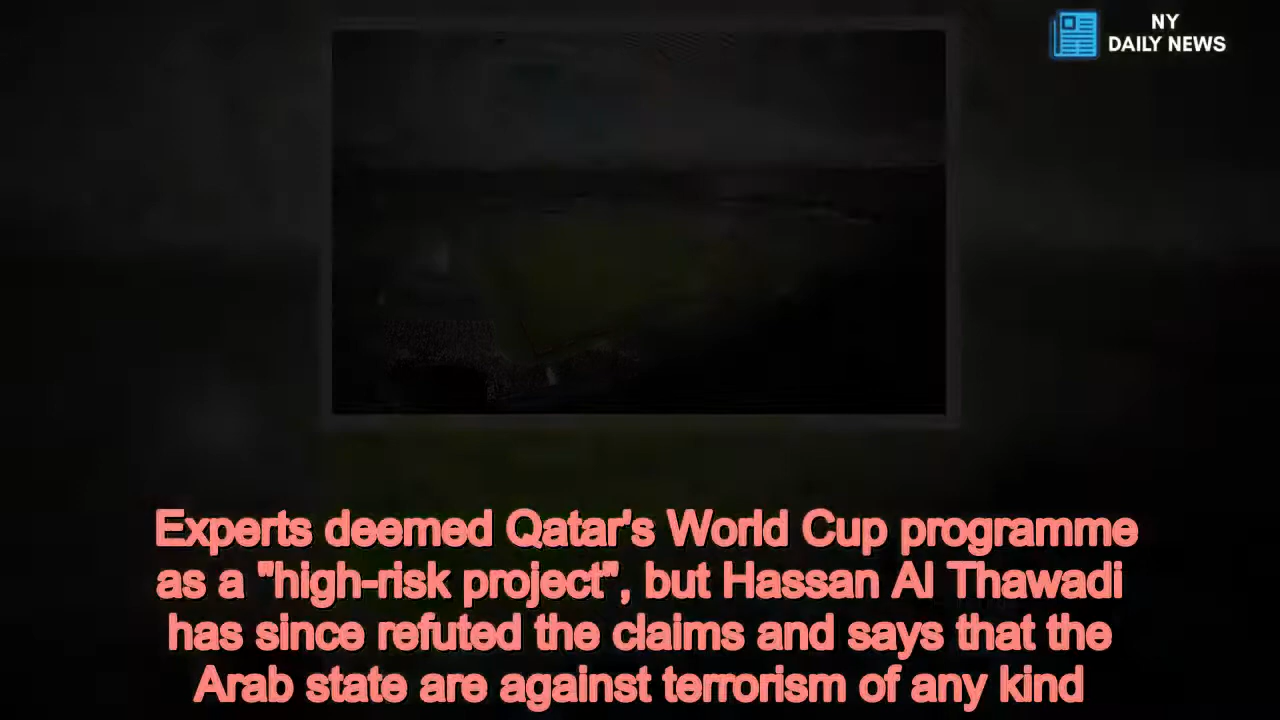 NY
DAILY NEWS
Experts deemed Qatar's World Cup programme
as a "high-risk project", but Hassan Al Thawadi
has since refuted the claims and says that the
Arab state are against terrorism of any kind